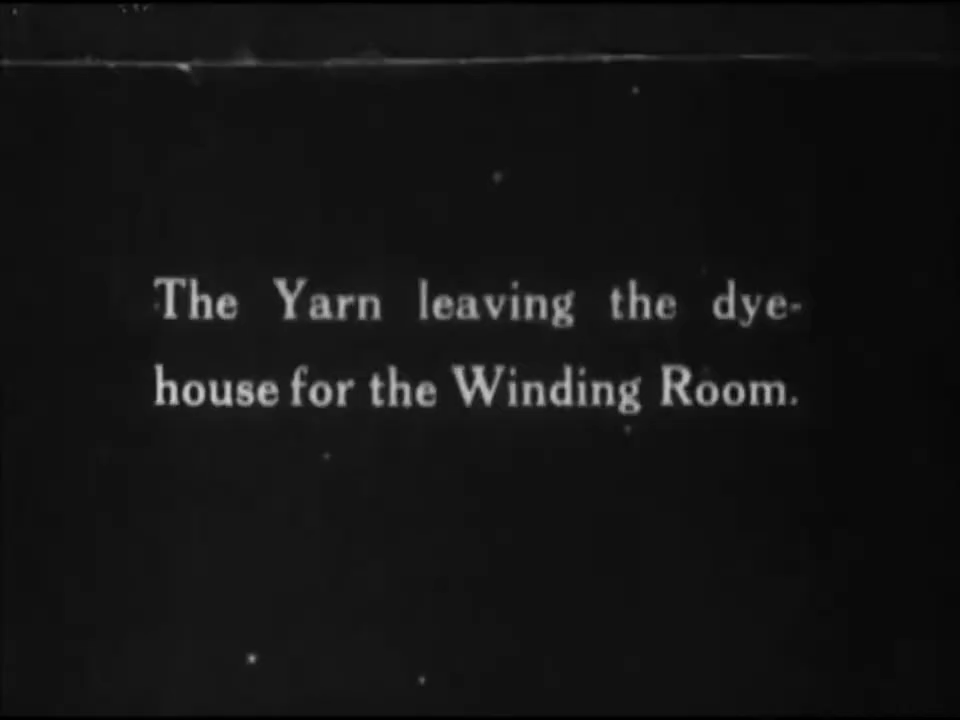 The Yarn leaving the dye-
house for the Winding Room.